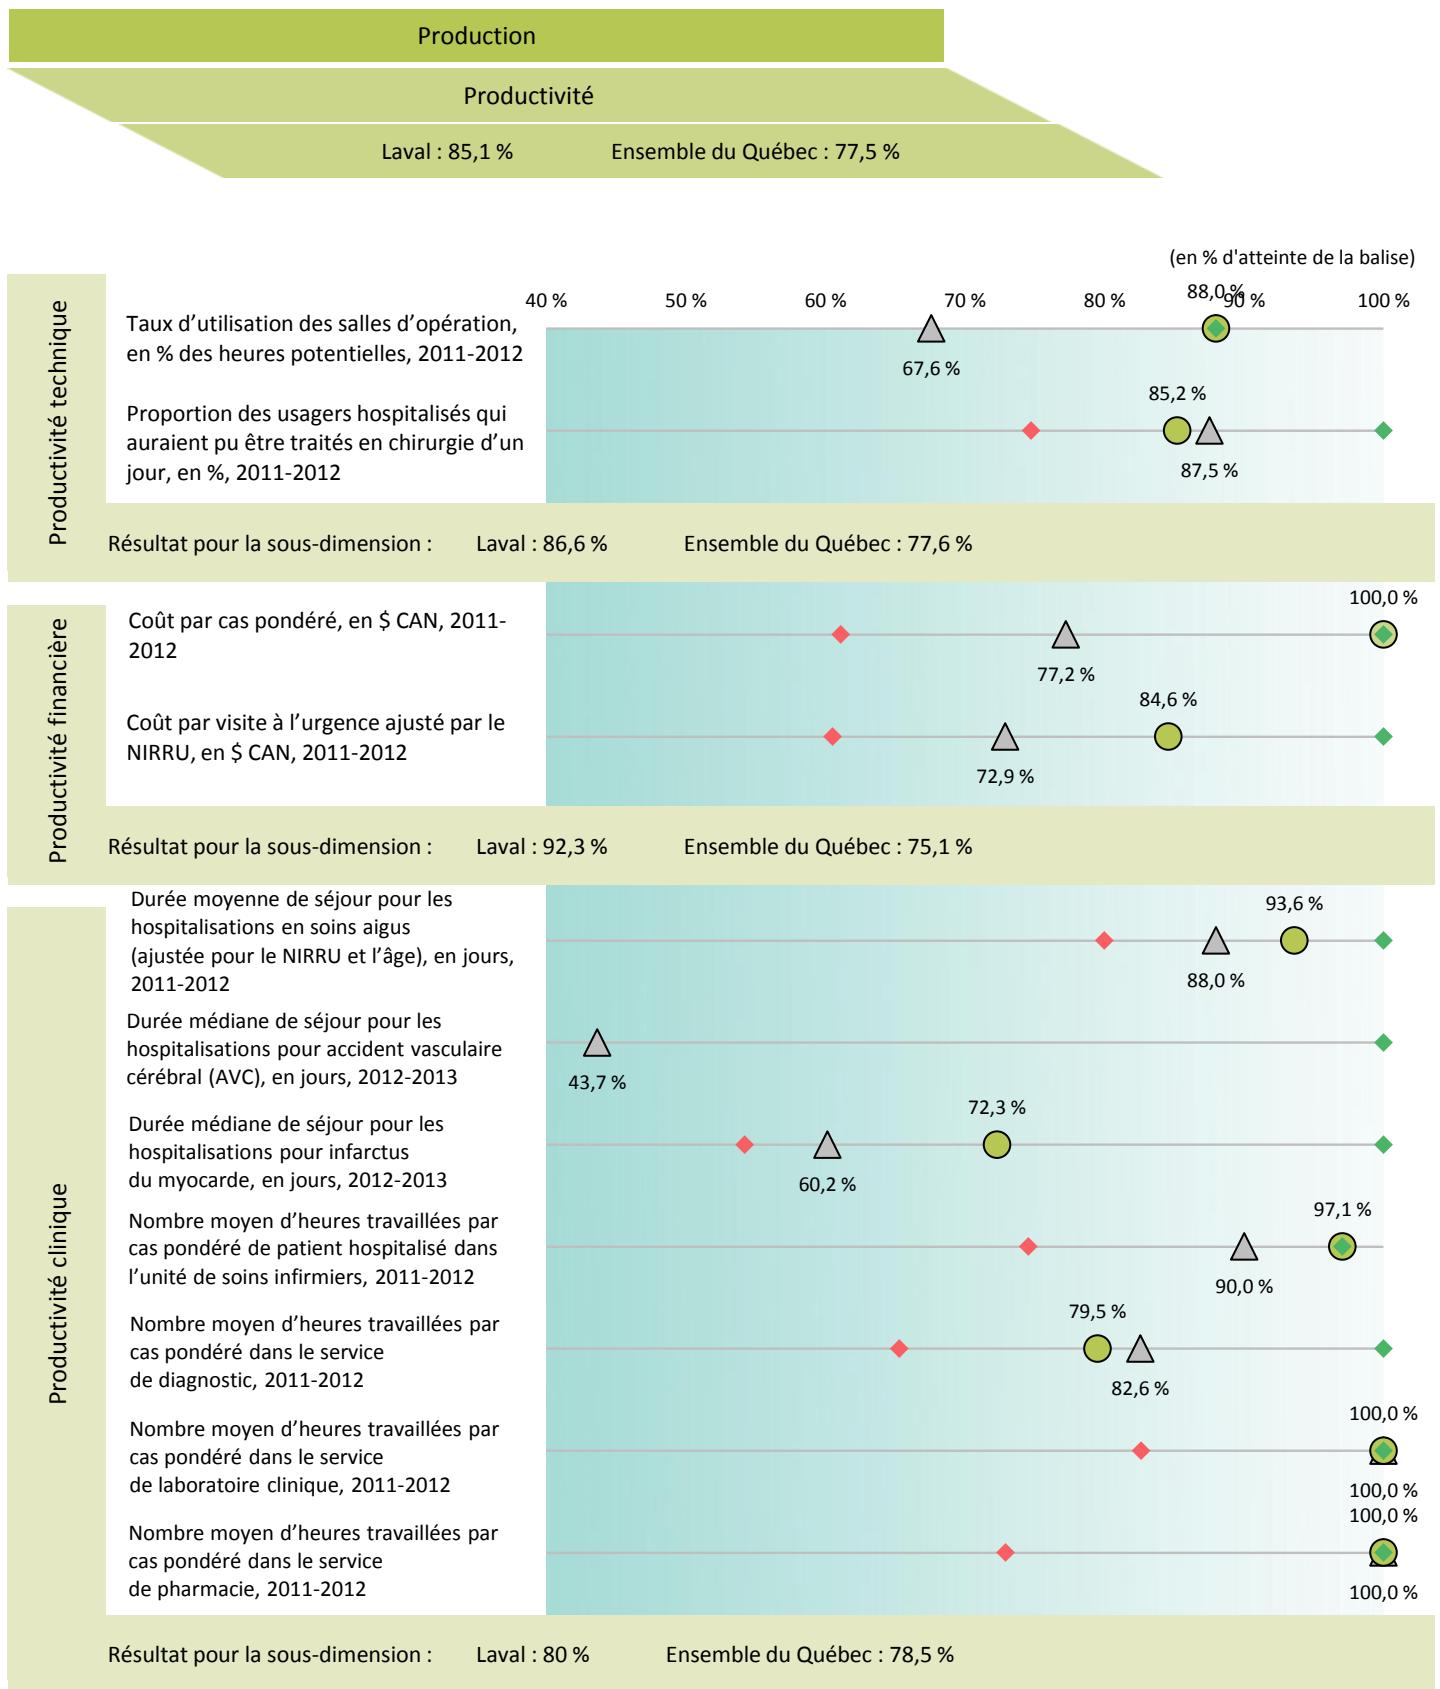 Production
Productivité
Laval : 85,1 % Ensemble du Québec : 77,5 %
(en % d'atteinte de la balise)
40 % 50 % 60 % 70 % 80 % 90 % 100 %
Productivité technique
Taux d’utilisation des salles d’opération,
en % des heures potentielles, 2011-2012
88,0 %
67,6 %
Proportion des usagers hospitalisés qui
auraient pu être traités en chirurgie d’un
jour, en %, 2011-2012
85,2 %
87,5 %
Résultat pour la sous-dimension : Laval : 86,6 % Ensemble du Québec : 77,6 %
Productivité financière
Coût par cas pondéré, en $ CAN, 2011-
2012
100,0 %
77,2 %
Coût par visite à l’urgence ajusté par le
NIRRU, en $ CAN, 2011-2012
84,6 %
72,9 %
Résultat pour la sous-dimension : Laval : 92,3 % Ensemble du Québec : 75,1 %
Productivité clinique
Durée moyenne de séjour pour les
hospitalisations en soins aigus
(ajustée pour le NIRRU et l’âge), en jours,
2011-2012
93,6 %
88,0 %
Durée médiane de séjour pour les
hospitalisations pour accident vasculaire
cérébral (AVC), en jours, 2012-2013
43,7 %
Durée médiane de séjour pour les
hospitalisations pour infarctus
du myocarde, en jours, 2012-2013
72,3 %
60,2 %
Nombre moyen d’heures travaillées par
cas pondéré de patient hospitalisé dans
l’unité de soins infirmiers, 2011-2012
97,1 %
90,0 %
Nombre moyen d’heures travaillées par
cas pondéré dans le service
de diagnostic, 2011-2012
79,5 %
82,6 %
Nombre moyen d’heures travaillées par
cas pondéré dans le service
de laboratoire clinique, 2011-2012
100,0 %
100,0 %
Nombre moyen d’heures travaillées par
cas pondéré dans le service
de pharmacie, 2011-2012
100,0 %
100,0 %
Résultat pour la sous-dimension : Laval : 80 % Ensemble du Québec : 78,5 %